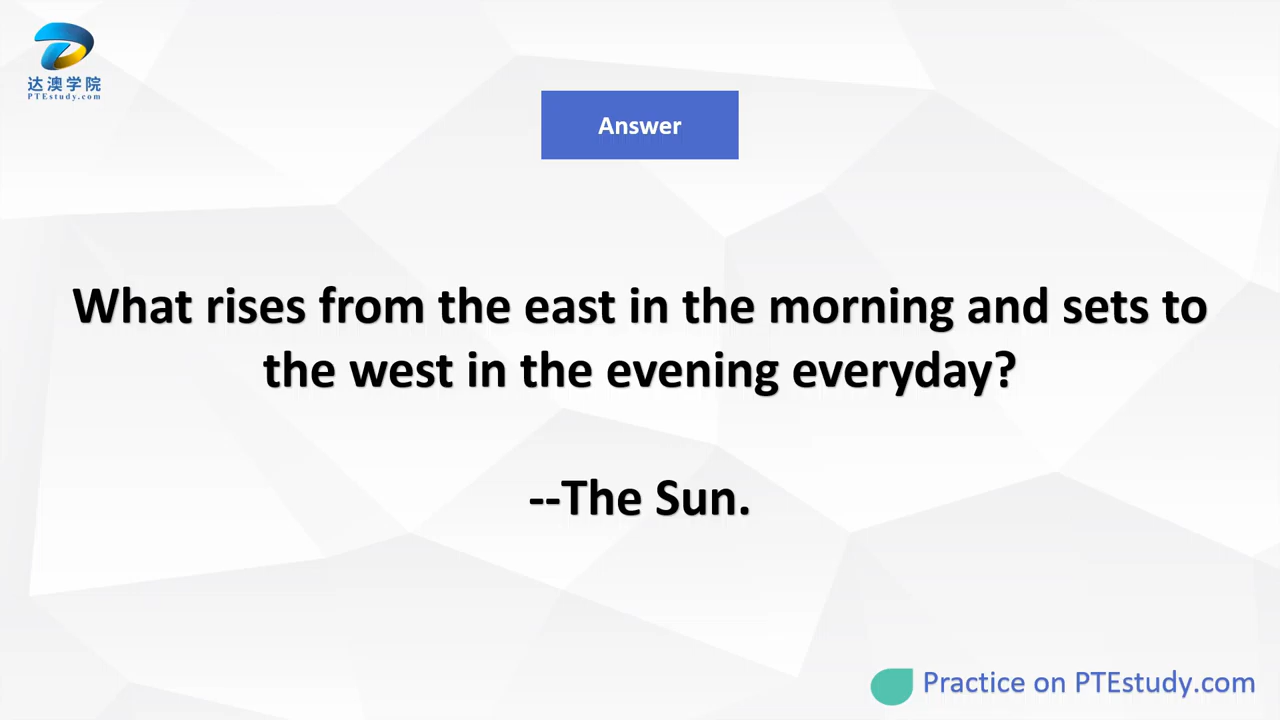 达澳学院
PTEstudy.com
Answer
What rises from the east in the morning and sets to
the west in the evening everyday?
--The Sun.
Practice on PTEstudy.com